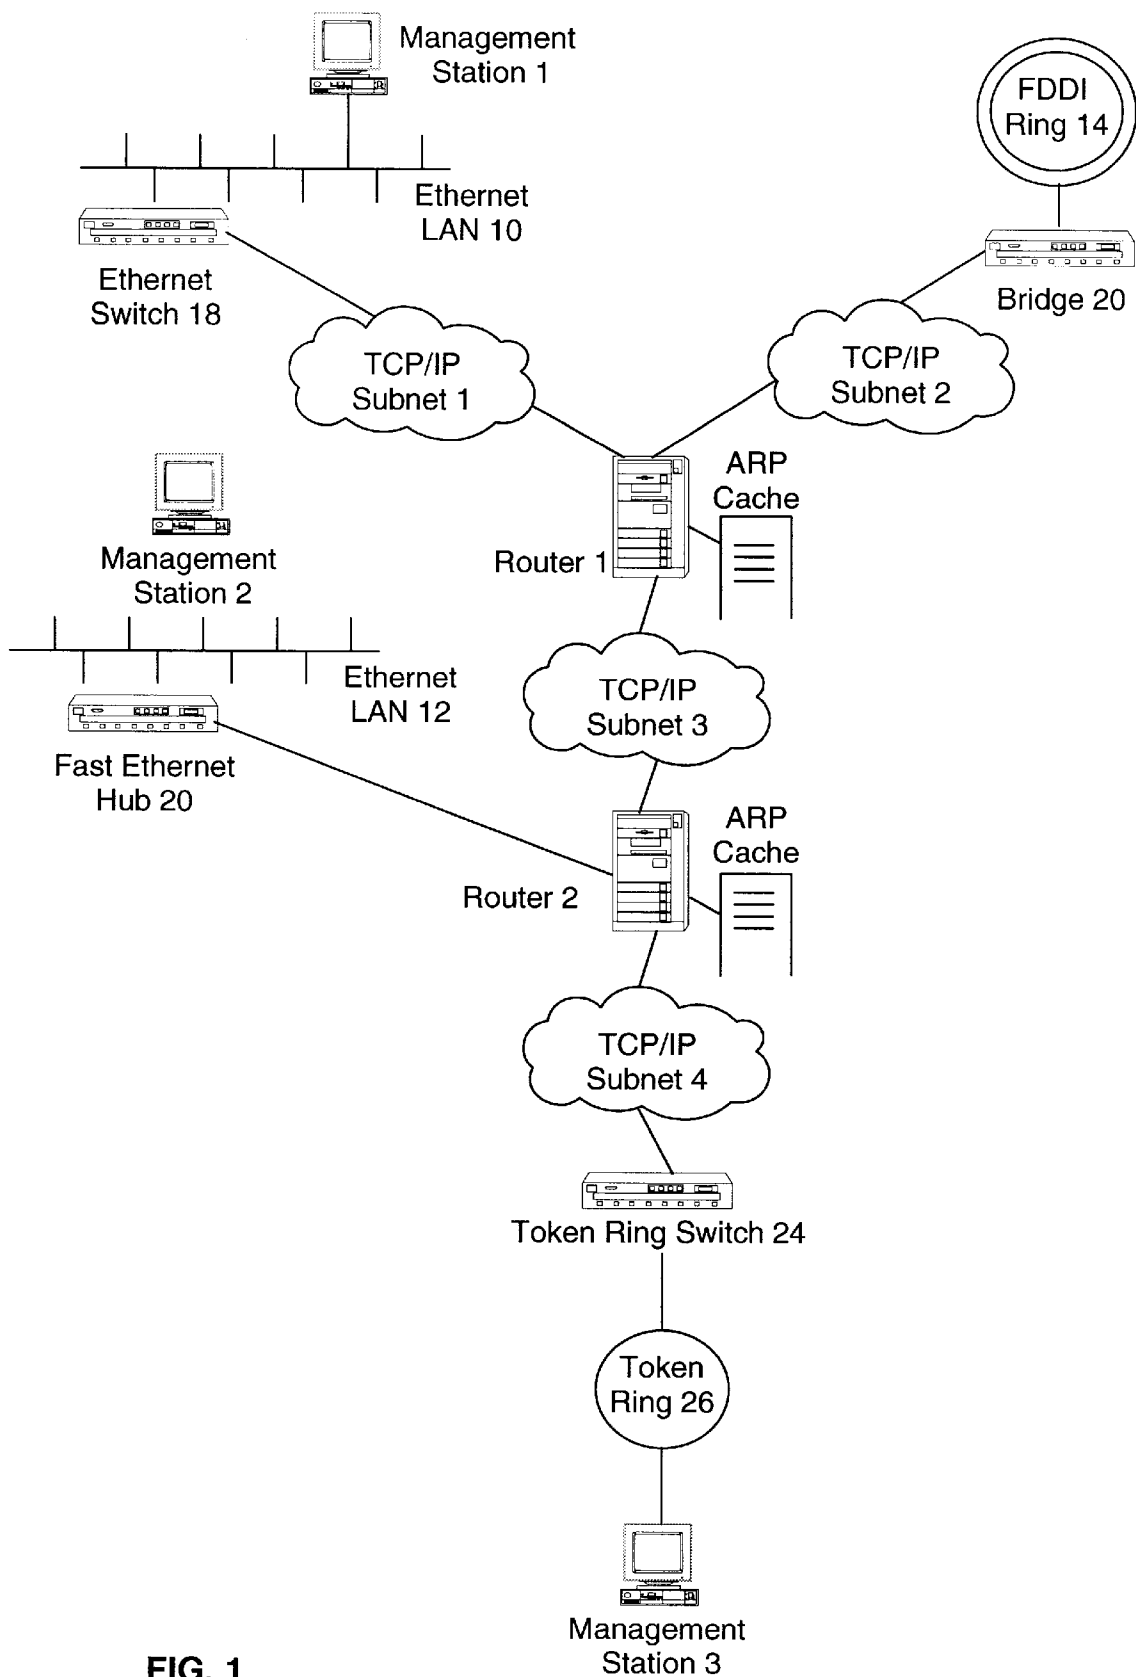 Management
Station 1
FDDI
Ring 14
Ethernet
LAN 10
Ethernet
Switch 18
Bridge 20
TCP/IP
Subnet 1
TCP/IP
Subnet 2
ARP
Cache
Router 1
Management
Station 2
Ethernet
LAN 12
TCP/IP
Subnet 3
Fast Ethernet
Hub 20
ARP
Cache
Router 2
TCP/IP
Subnet 4
Token Ring Switch 24
Token
Ring 26
Management
Station 3
FIG. 1